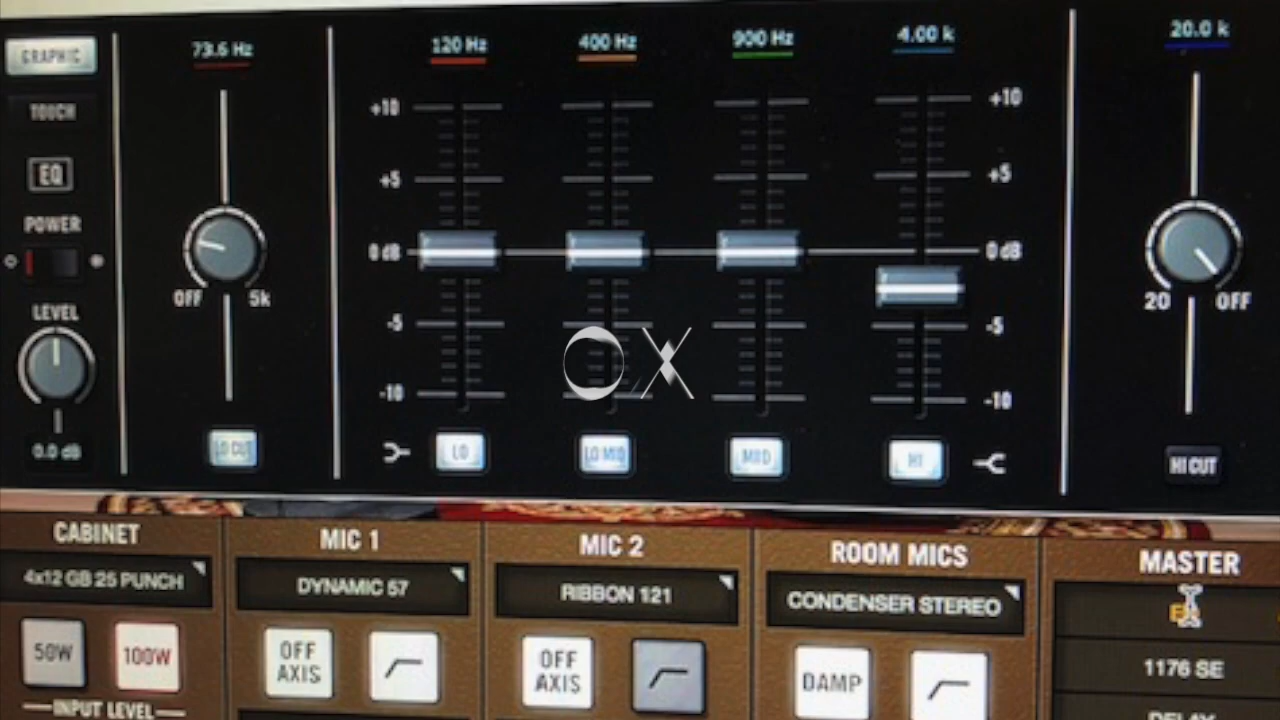 GRAPHIC
TOUCH
EQ
POWER
LEVEL
0.0 dB
73.6 Hz
OFF 5k
LO CUT
120 Hz 400 Hz 900 Hz 4.00 k
+10 +10
+5 +5
0 dB 0 dB
-5 -5
-10 -10
LO LO MID MID HI
20.0 k
20 OFF
HI CUT
OX
CABINET MIC 1 MIC 2 ROOM MICS MASTER
4x12 GB 25 PUNCH DYNAMIC 57 RIBBON 121 CONDENSER STEREO
50W 100W OFF AXIS OFF AXIS DAMP 1176 SE
INPUT LEVEL DELAY